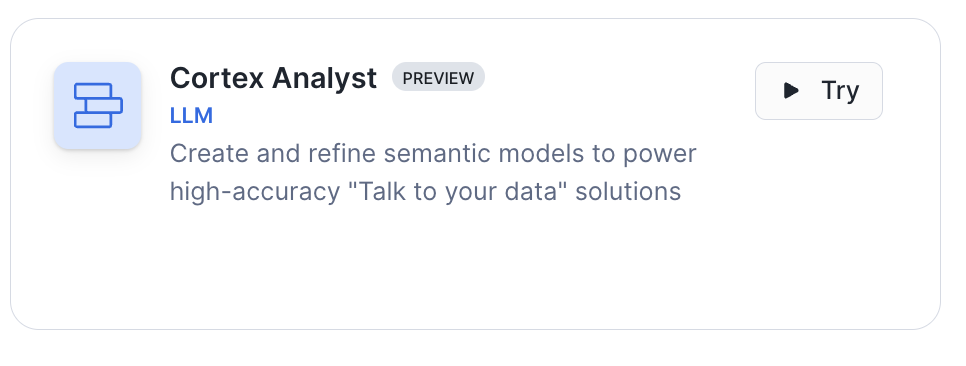 Cortex Analyst PREVIEW
Try
LLM
Create and refine semantic models to power
high-accuracy "Talk to your data" solutions